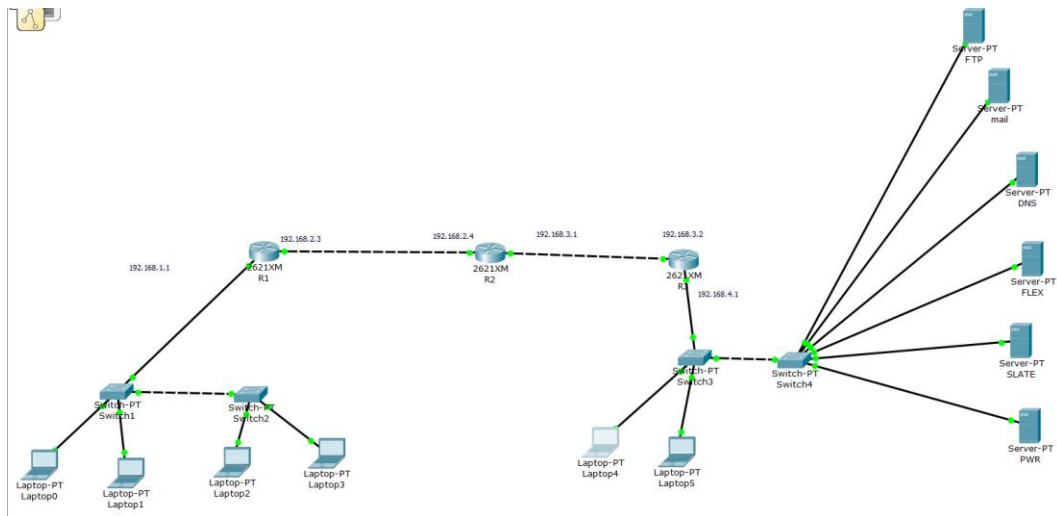 Server-PT
FTP
Server-PT
mail
Server-PT
DNS
192.168.2.3
192.168.2.4
192.168.3.1
192.168.3.2
192.168.1.1
2621XM
R1
2621XM
R2
2621XM
R3
192.168.4.1
Server-PT
FLEX
Server-PT
SLATE
Switch-PT
Switch1
Switch-PT
Switch2
Switch-PT
Switch3
Switch-PT
Switch4
Server-PT
PWR
Laptop-PT
Laptop0
Laptop-PT
Laptop1
Laptop-PT
Laptop2
Laptop-PT
Laptop3
Laptop-PT
Laptop4
Laptop-PT
Laptop5